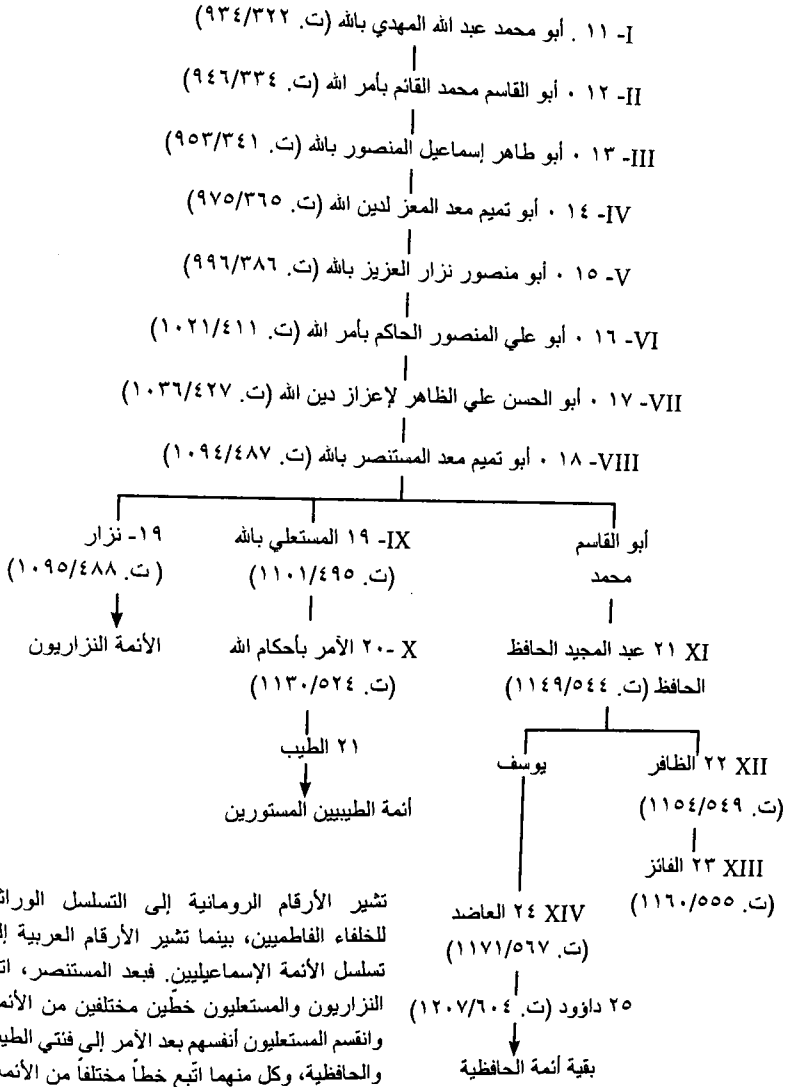 I- ١١ . أبو محمد عبد الله المهدي بالله (ت. ٩٣٤/٣٢٢)
II- ١٢ . أبو القاسم محمد القائم بأمر الله (ت. ٩٤٦/٣٣٤)
III- ١٣ . أبو طاهر إسماعيل المنصور بالله (ت. ٩٥٣/٣٤١)
IV- ١٤ . أبو تميم معد المعز لدين الله (ت. ٩٧٥/٣٦٥)
V- ١٥ . أبو منصور نزار العزيز بالله (ت. ٩٩٦/٣٨٦)
VI- ١٦ . أبو علي المنصور الحاكم بأمر الله (ت. ١٠٢١/٤١١)
VII- ١٧ . أبو الحسن علي الظاهر لإعزاز دين الله (ت. ١٠٣٦/٤٢٧)
VIII- ١٨ . أبو تميم معد المستنصر بالله (ت. ١٠٩٤/٤٨٧)
أبو القاسم
محمد
IX- ١٩ المستعلي بالله
(ت. ١١٠١/٤٩٥)
١٩- نزار
(ت. ١٠٩٥/٤٨٨)
XI ٢١ عبد المجيد الحافظ
الحافظ (ت. ١١٤٩/٥٤٤)
X -٢٠ الآمر بأحكام الله
(ت. ١١٣٠/٥٢٤)
الأئمة النزاريون
٢١ الطيب
أئمة الطيبيين المستورين
XII ٢٢ الظافر
(ت. ١١٥٤/٥٤٩)
يوسف
XIII ٢٣ الفائز
(ت. ١١٦٠/٥٥٥)
XIV ٢٤ العاضد
(ت. ١١٧١/٥٦٧)
٢٥ داؤود (ت. ١٢٠٧/٦٠٤)
بقية أئمة الحافظية
تشير الأرقام الرومانية إلى التسلسل
للخلفاء الفاطميين، بينما تشير الأرقام العربية
تسلسل الأئمة الإسماعيليين. فبعد المستنصر،
النزاريون والمستعليون خطّين مختلفين من
وانقسم المستعليون أنفسهم بعد الآمر إلى فئتي
والحافظية، وكل منهما اتّبع خطاً مختلفاً من